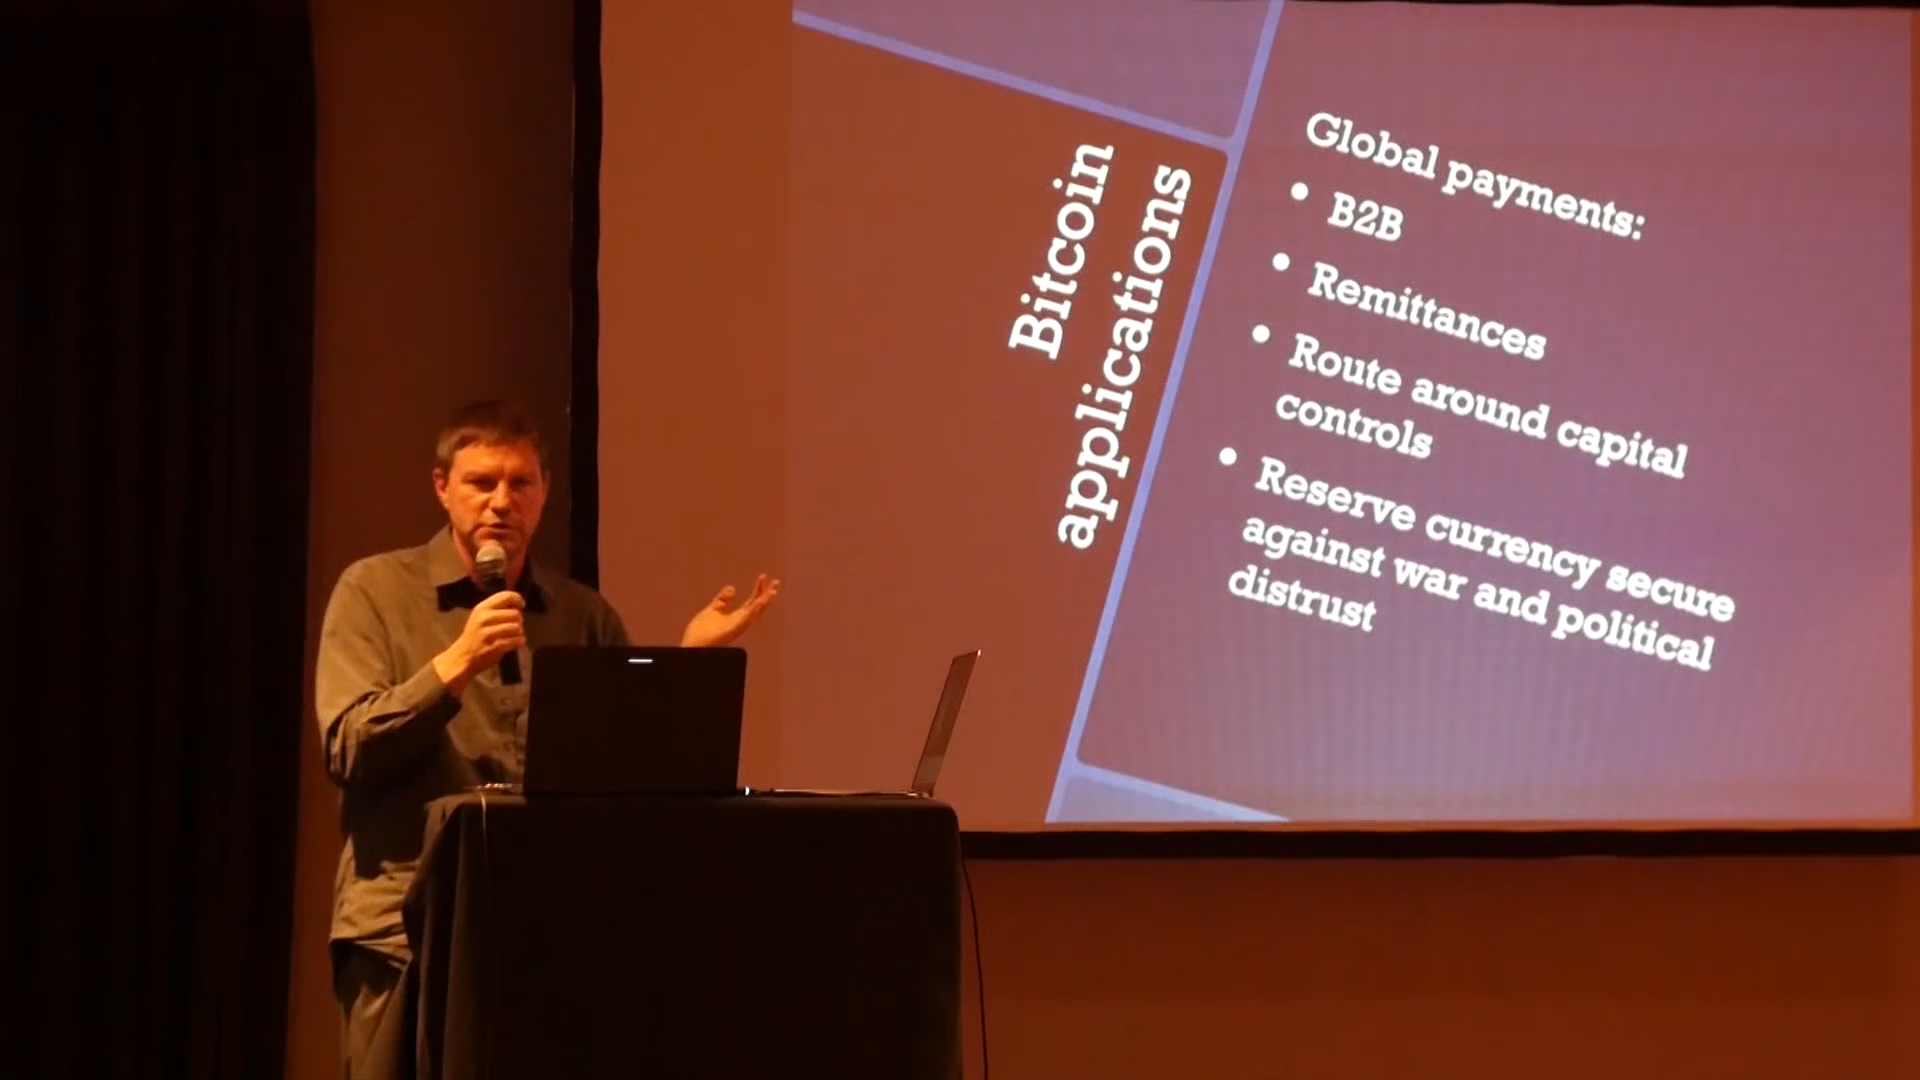 Bitcoin
applications
Global payments:
• B2B
• Remittances
• Route around capital
controls
• Reserve currency secure
against war and political
distrust